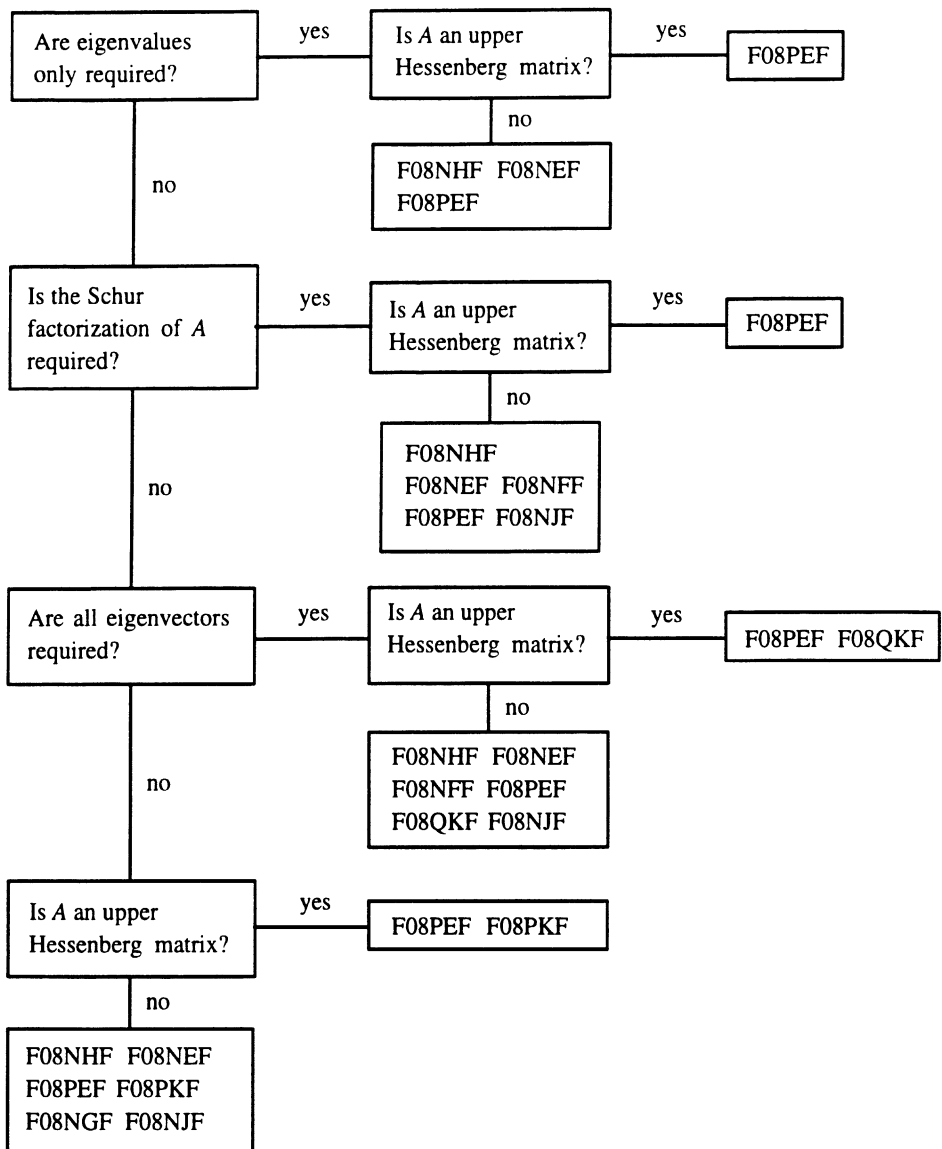 Are eigenvalues
only required?
yes
Is A an upper
Hessenberg matrix?
yes
F08PEF
no
F08NHF F08NEF
F08PEF
no
Is the Schur
factorization of A
required?
yes
Is A an upper
Hessenberg matrix?
yes
F08PEF
no
F08NHF
F08NEF F08NFF
F08PEF F08NJF
no
Are all eigenvectors
required?
yes
Is A an upper
Hessenberg matrix?
yes
F08PEF F08QKF
no
F08NHF F08NEF
F08NFF F08PEF
F08QKF F08NJF
no
Is A an upper
Hessenberg matrix?
yes
F08PEF F08PKF
no
F08NHF F08NEF
F08PEF F08PKF
F08NGF F08NJF